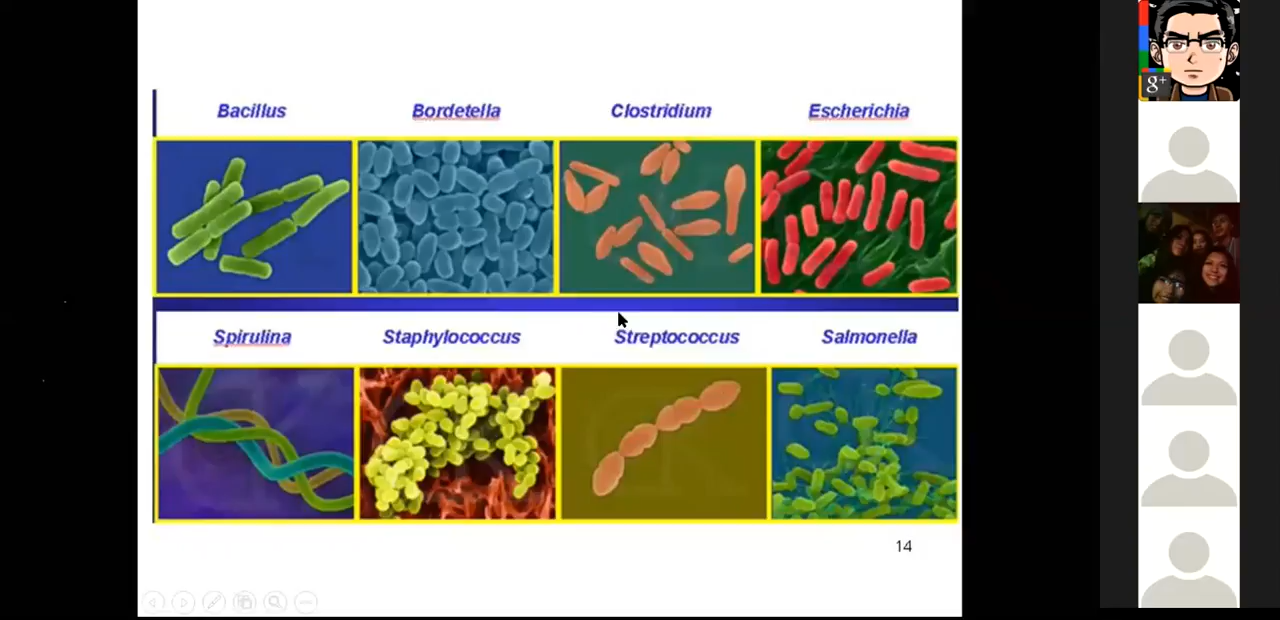 Bacillus Bordetella Clostridium Escherichia
Spirulina Staphylococcus Streptococcus Salmonella
14
g+